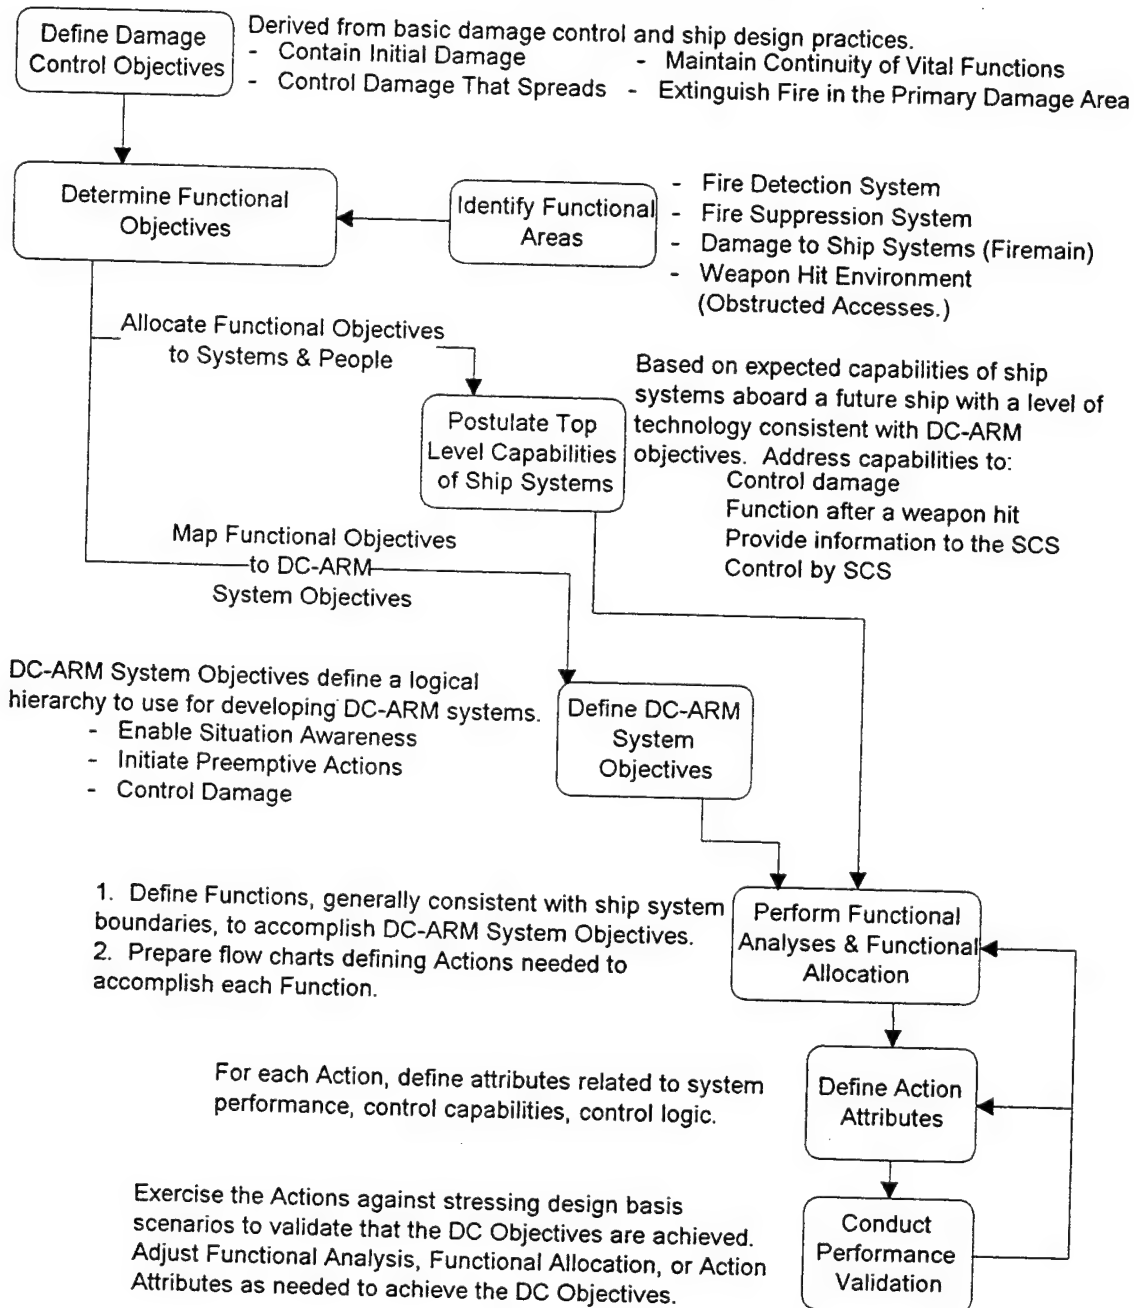 Define Damage
Control Objectives
Derived from basic damage control and ship design practices.
- Contain Initial Damage - Maintain Continuity of Vital Functions
- Control Damage That Spreads - Extinguish Fire in the Primary Damage Area
Determine Functional
Objectives
Identify Functional
Areas
- Fire Detection System
- Fire Suppression System
- Damage to Ship Systems (Firemain)
- Weapon Hit Environment
(Obstructed Accesses.)
Allocate Functional Objectives
to Systems & People
Postulate Top
Level Capabilities
of Ship Systems
Based on expected capabilities of ship
systems aboard a future ship with a level of
technology consistent with DC-ARM
objectives. Address capabilities to:
Control damage
Function after a weapon hit
Provide information to the SCS
Control by SCS
Map Functional Objectives
to DC-ARM
System Objectives
DC-ARM System Objectives define a logical
hierarchy to use for developing DC-ARM systems.
- Enable Situation Awareness
- Initiate Preemptive Actions
- Control Damage
Define DC-ARM
System
Objectives
1. Define Functions, generally consistent with ship system
boundaries, to accomplish DC-ARM System Objectives.
2. Prepare flow charts defining Actions needed to
accomplish each Function.
Perform Functional
Analyses & Functional
Allocation
For each Action, define attributes related to system
performance, control capabilities, control logic.
Define Action
Attributes
Exercise the Actions against stressing design basis
scenarios to validate that the DC Objectives are achieved.
Adjust Functional Analysis, Functional Allocation, or Action
Attributes as needed to achieve the DC Objectives.
Conduct
Performance
Validation